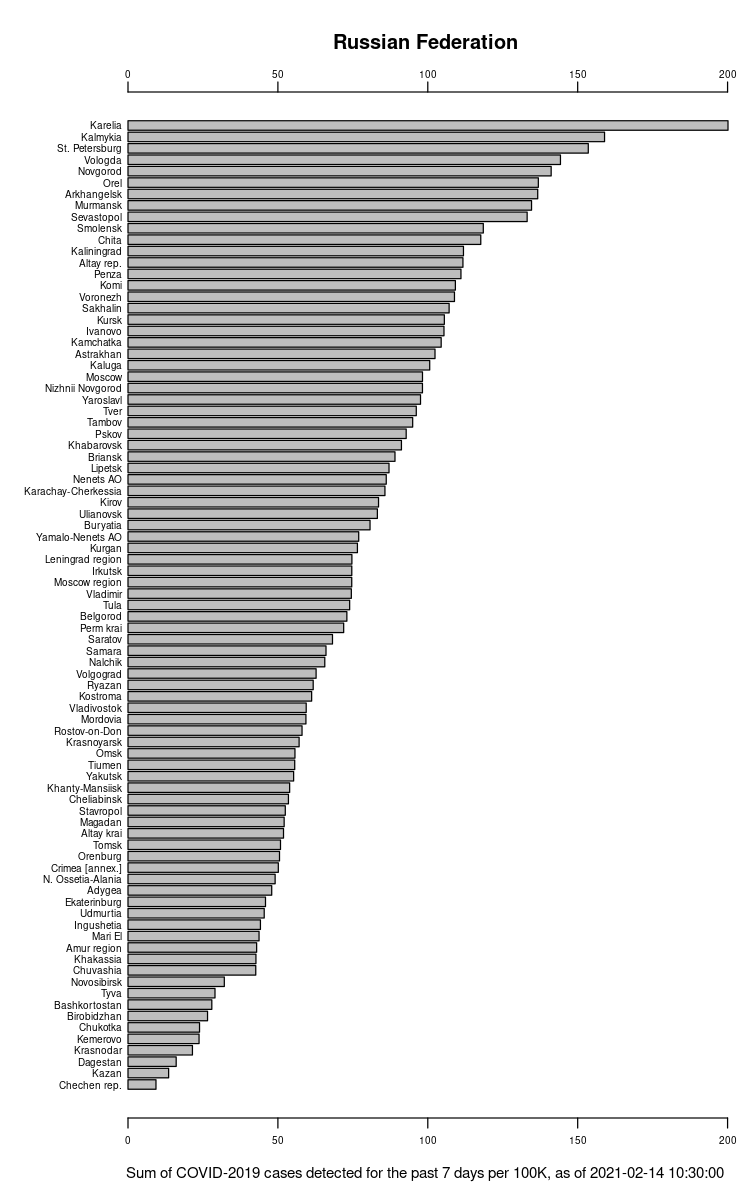 Russian Federation
0 50 100 150 200
Karelia
Kalmykia
St. Petersburg
Vologda
Novgorod
Orel
Arkhangelsk
Murmansk
Sevastopol
Smolensk
Chita
Kaliningrad
Altay rep.
Penza
Komi
Voronezh
Sakhalin
Kursk
Ivanovo
Kamchatka
Astrakhan
Kaluga
Moscow
Nizhnii Novgorod
Yaroslavl
Tver
Tambov
Pskov
Khabarovsk
Briansk
Lipetsk
Nenets AO
Karachay-Cherkessia
Kirov
Ulianovsk
Buryatia
Yamalo-Nenets AO
Kurgan
Leningrad region
Irkutsk
Moscow region
Vladimir
Tula
Belgorod
Perm krai
Saratov
Samara
Nalchik
Volgograd
Ryazan
Kostroma
Vladivostok
Mordovia
Rostov-on-Don
Krasnoyarsk
Omsk
Tiumen
Yakutsk
Khanty-Mansiisk
Cheliabinsk
Stavropol
Magadan
Altay krai
Tomsk
Orenburg
Crimea [annex.]
N. Ossetia-Alania
Adygea
Ekaterinburg
Udmurtia
Ingushetia
Mari El
Amur region
Khakassia
Chuvashia
Novosibirsk
Tyva
Bashkortostan
Birobidzhan
Chukotka
Kemerovo
Krasnodar
Dagestan
Kazan
Chechen rep.
0 50 100 150 200
Sum of COVID-2019 cases detected for the past 7 days per 100K, as of 2021-02-14 10:30:00